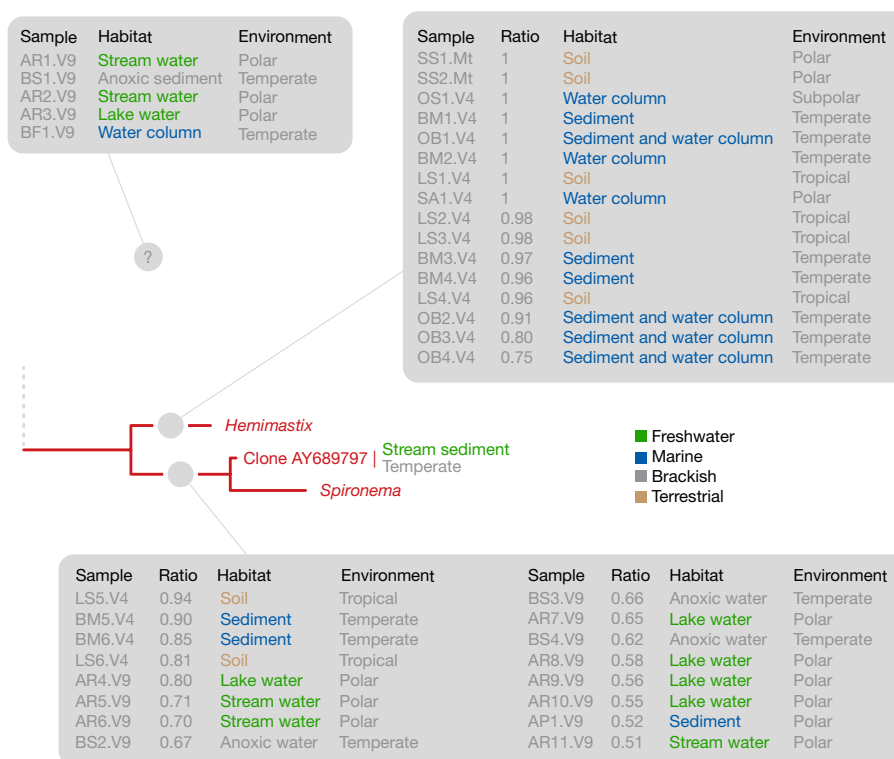 Sample Habitat Environment
AR1.V9 Stream water Polar
BS1.V9 Anoxic sediment Temperate
AR2.V9 Stream water Polar
AR3.V9 Lake water Polar
BF1.V9 Water column Temperate
?
Sample Ratio Habitat Environment
SS1.Mt 1 Soil Polar
SS2.Mt 1 Soil Polar
OS1.V4 1 Water column Subpolar
BM1.V4 1 Sediment Temperate
OB1.V4 1 Sediment and water column Temperate
BM2.V4 1 Water column Temperate
LS1.V4 1 Soil Tropical
SA1.V4 1 Water column Polar
LS2.V4 0.98 Soil Tropical
LS3.V4 0.98 Soil Tropical
BM3.V4 0.97 Sediment Temperate
BM4.V4 0.96 Sediment Temperate
LS4.V4 0.96 Soil Tropical
OB2.V4 0.91 Sediment and water column Temperate
OB3.V4 0.80 Sediment and water column Temperate
OB4.V4 0.75 Sediment and water column Temperate
Hemimastix
Clone AY689797 | Stream sediment
Temperate
Spironema
Freshwater
Marine
Brackish
Terrestrial
Sample Ratio Habitat Environment
LS5.V4 0.94 Soil Tropical
BM5.V4 0.90 Sediment Temperate
BM6.V4 0.85 Sediment Temperate
LS6.V4 0.81 Soil Tropical
AR4.V9 0.80 Lake water Polar
AR5.V9 0.71 Stream water Polar
AR6.V9 0.70 Stream water Polar
BS2.V9 0.67 Anoxic water Temperate
Sample Ratio Habitat Environment
BS3.V9 0.66 Anoxic water Temperate
AR7.V9 0.65 Lake water Polar
BS4.V9 0.62 Anoxic water Temperate
AR8.V9 0.58 Lake water Polar
AR9.V9 0.56 Lake water Polar
AR10.V9 0.55 Lake water Polar
AP1.V9 0.52 Sediment Polar
AR11.V9 0.51 Stream water Polar